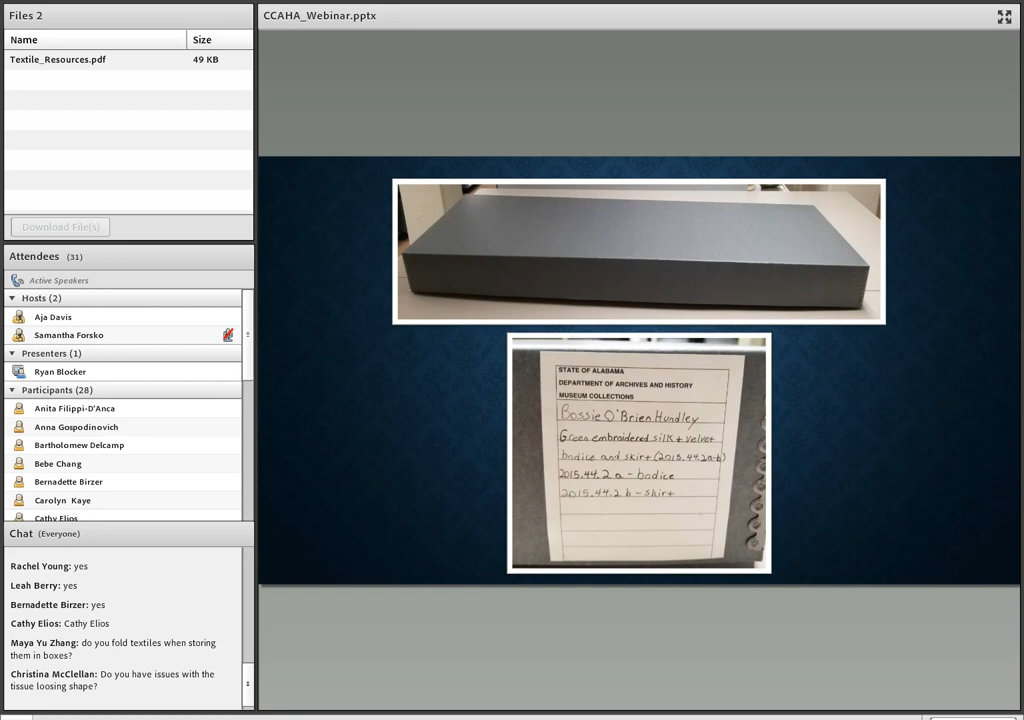 Files 2
Name Size
Textile_Resources.pdf 49 KB
Download File(s)
Attendees (31)
Active Speakers
Hosts (2)
Aja Davis
Samantha Forsko
Presenters (1)
Ryan Blocker
Participants (28)
Anita Filippi-D'Anca
Anna Gospodinovich
Bartholomew Delcamp
Bebe Chang
Bernadette Birzer
Carolyn Kaye
Cathy Elios
Chat (Everyone)
Rachel Young: yes
Leah Berry: yes
Bernadette Birzer: yes
Cathy Elios: Cathy Elios
Maya Yu Zhang: do you fold textiles when storing
them in boxes?
Christina McClellan: Do you have issues with the
tissue loosing shape?
CCAHA_Webinar.pptx
STATE OF ALABAMA
DEPARTMENT OF ARCHIVES AND HISTORY
MUSEUM COLLECTIONS
Bossie O'Brien Hundley
Green embroidered silk + velvet
bodice and skirt (2015.44.2a-b)
2015.44.2 a - bodice
2015.44.2 b - skirt